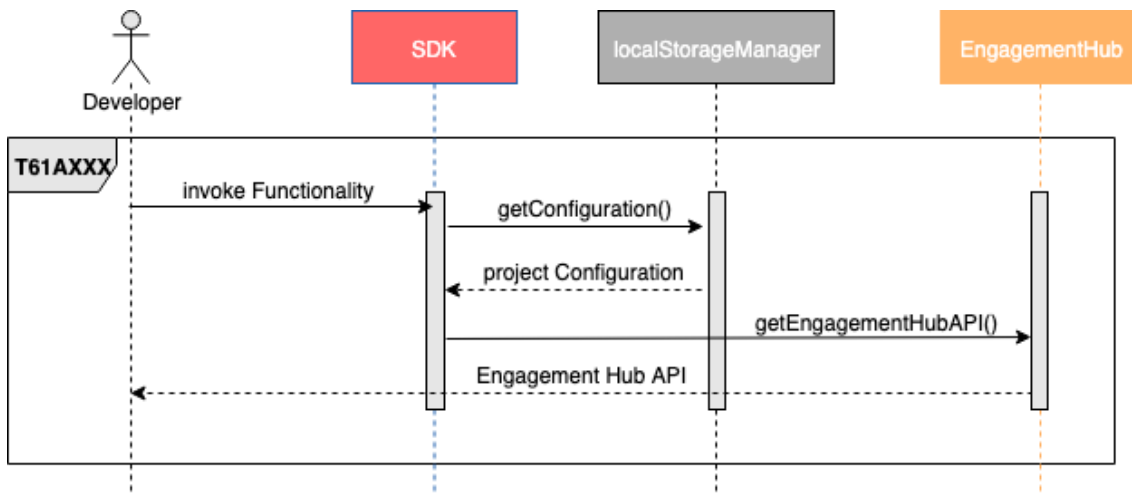 SDK
localStorageManager
EngagementHub
Developer
T61AXXX
invoke Functionality
getConfiguration()
project Configuration
getEngagementHubAPI()
Engagement Hub API